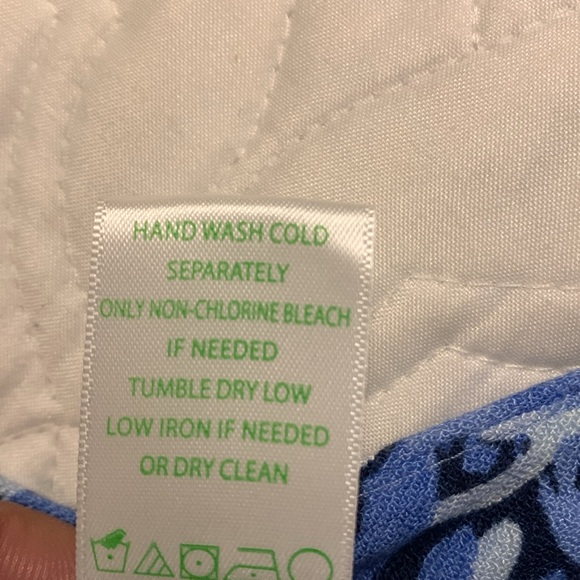 HAND WASH COLD
SEPARATELY
ONLY NON-CHLORINE BLEACH
IF NEEDED
TUMBLE DRY LOW
LOW IRON IF NEEDED
OR DRY CLEAN